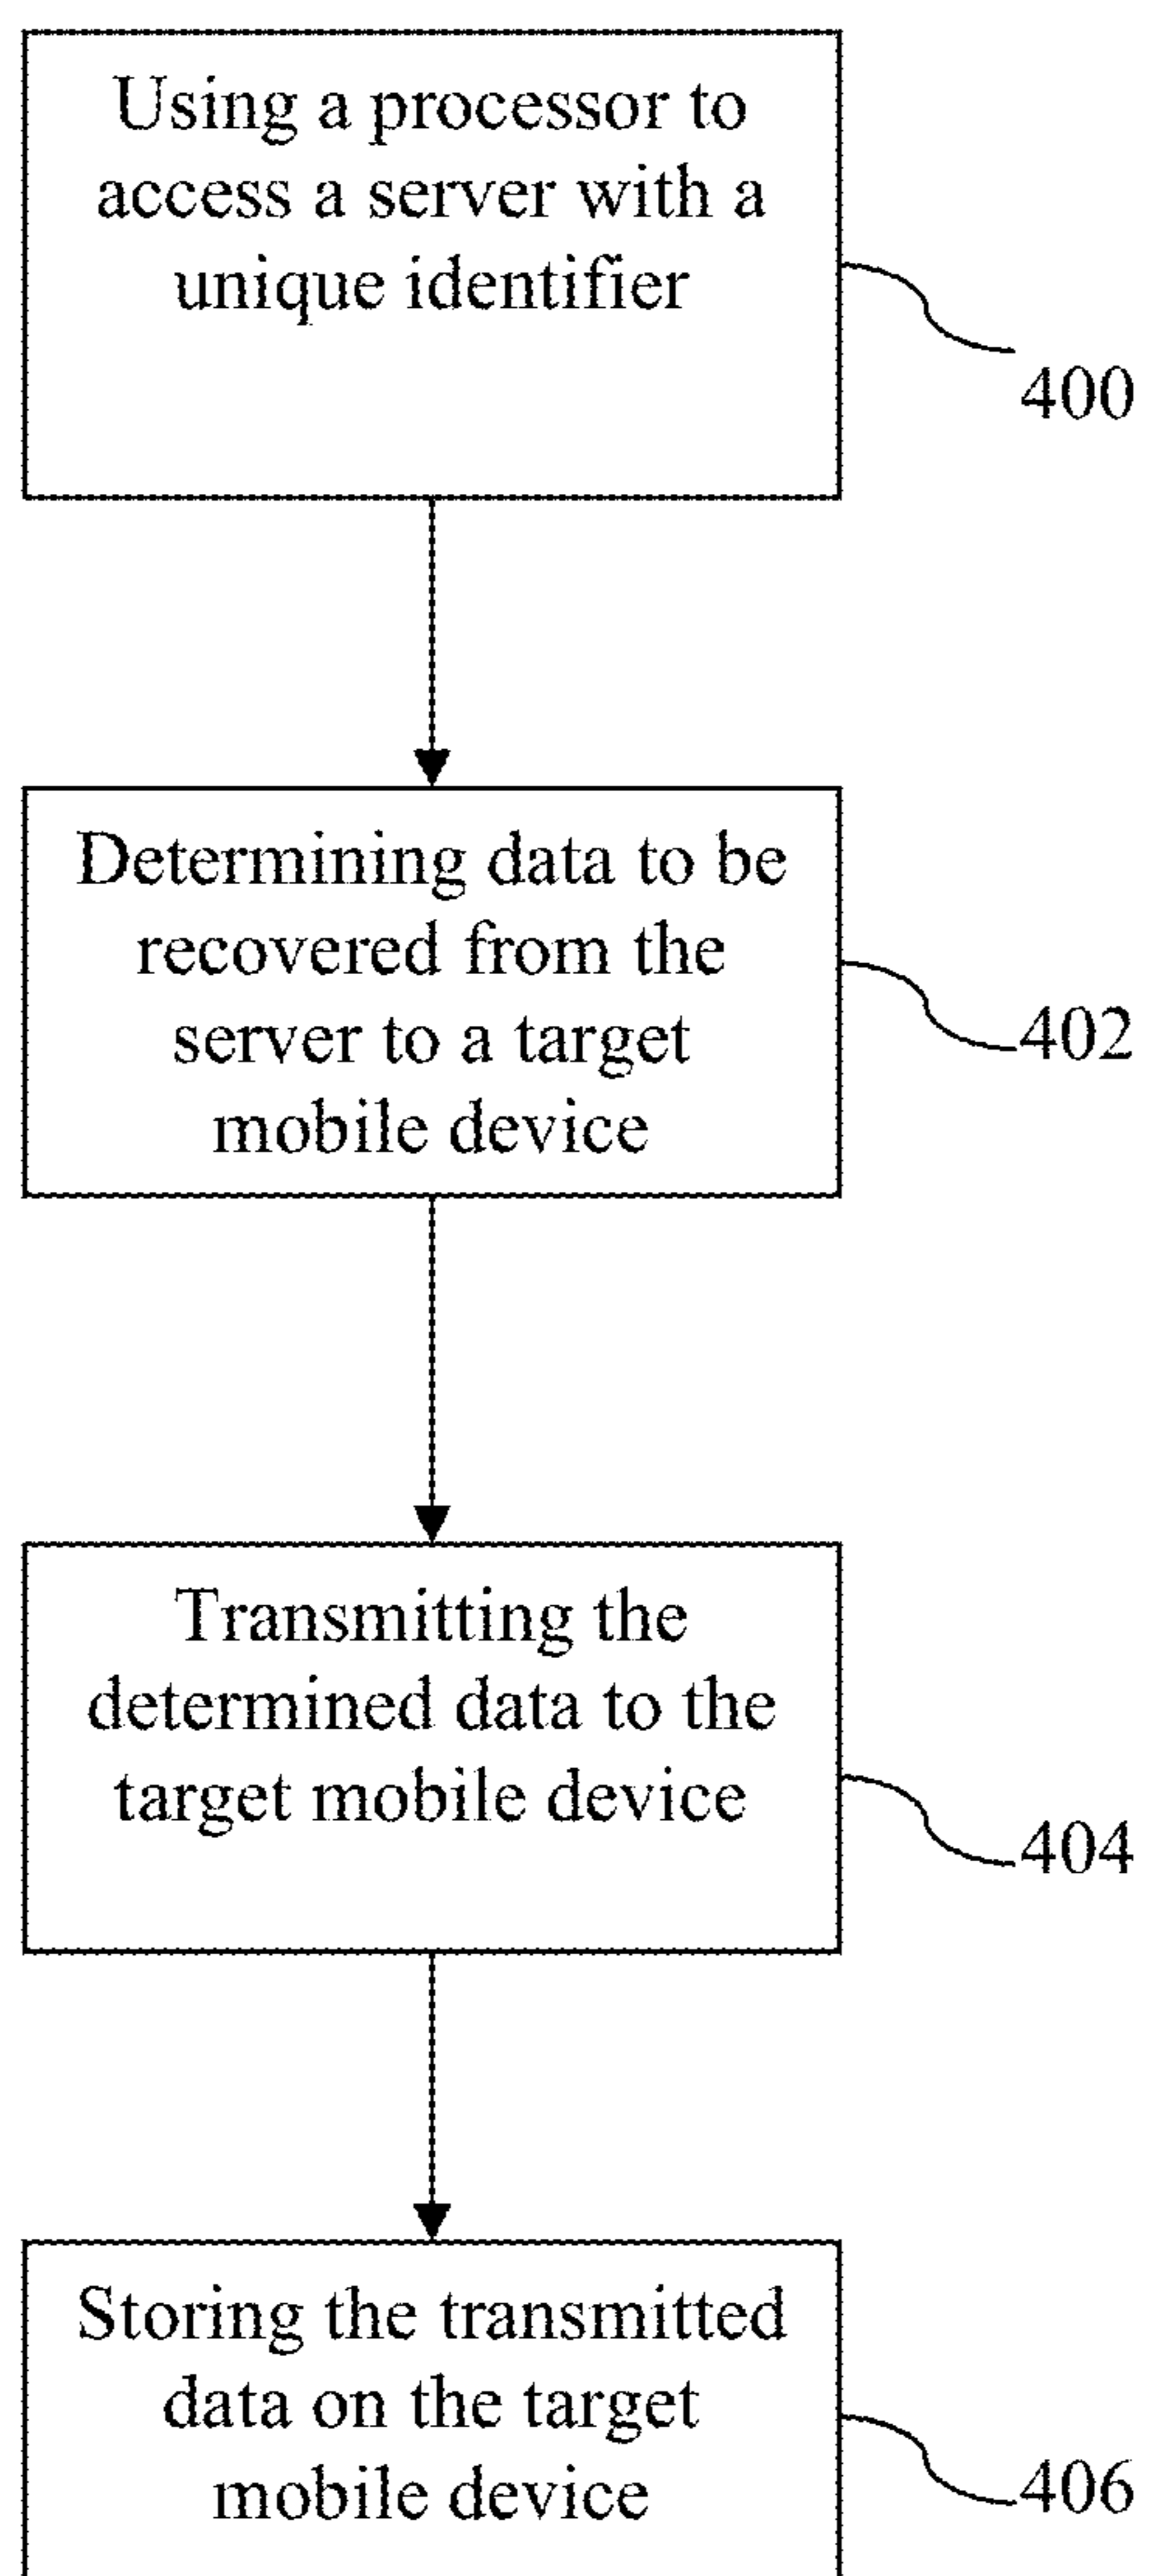 Using a processor to
access a server with a
unique identifier
400
Determining data to be
recovered from the
server to a target
mobile device
402
Transmitting the
determined data to the
target mobile device
404
Storing the transmitted
data on the target
mobile device
406